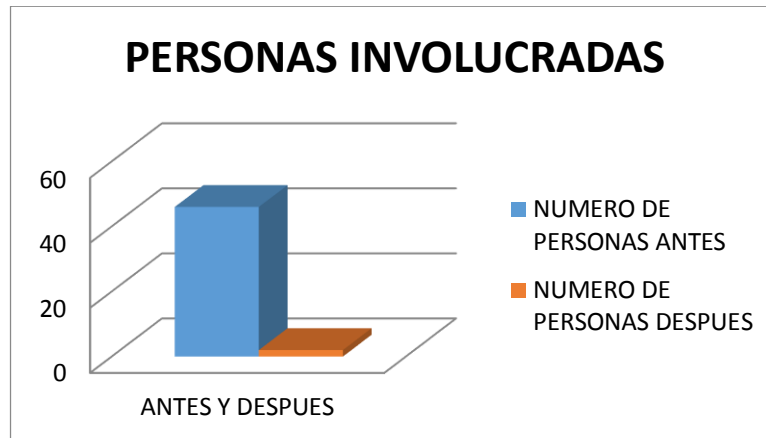 PERSONAS INVOLUCRADAS
60
40
20
0
ANTES Y DESPUES
NUMERO DE
PERSONAS ANTES
NUMERO DE
PERSONAS DESPUES